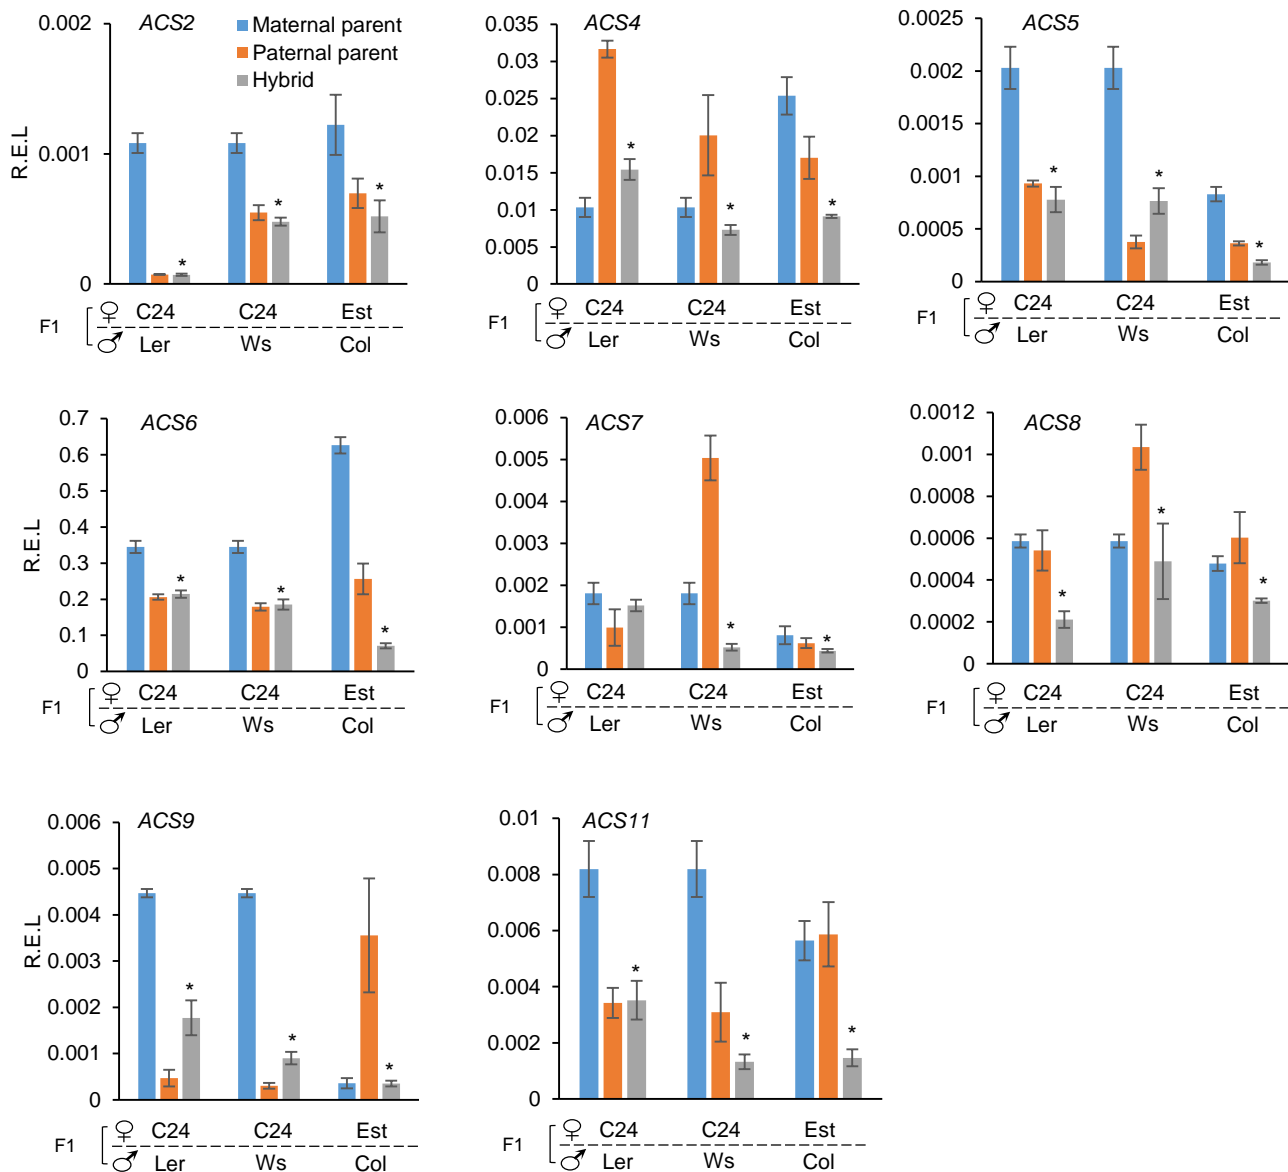 ACS2
0.002
0.001
0
R.E.L
Maternal parent
Paternal parent
Hybrid
* * *
F1 ♀ C24 C24 Est
♂ Ler Ws Col
ACS4
0.035
0.03
0.025
0.02
0.015
0.01
0.005
0
* * *
F1 ♀ C24 C24 Est
♂ Ler Ws Col
ACS5
0.0025
0.002
0.0015
0.001
0.0005
0
* * *
F1 ♀ C24 C24 Est
♂ Ler Ws Col
ACS6
0.7
0.6
0.5
0.4
0.3
0.2
0.1
0
R.E.L
* * *
F1 ♀ C24 C24 Est
♂ Ler Ws Col
ACS7
0.006
0.005
0.004
0.003
0.002
0.001
0
* *
F1 ♀ C24 C24 Est
♂ Ler Ws Col
ACS8
0.0012
0.001
0.0008
0.0006
0.0004
0.0002
0
* * *
F1 ♀ C24 C24 Est
♂ Ler Ws Col
ACS9
0.006
0.005
0.004
0.003
0.002
0.001
0
R.E.L
* * *
F1 ♀ C24 C24 Est
♂ Ler Ws Col
ACS11
0.01
0.008
0.006
0.004
0.002
0
* * *
F1 ♀ C24 C24 Est
♂ Ler Ws Col